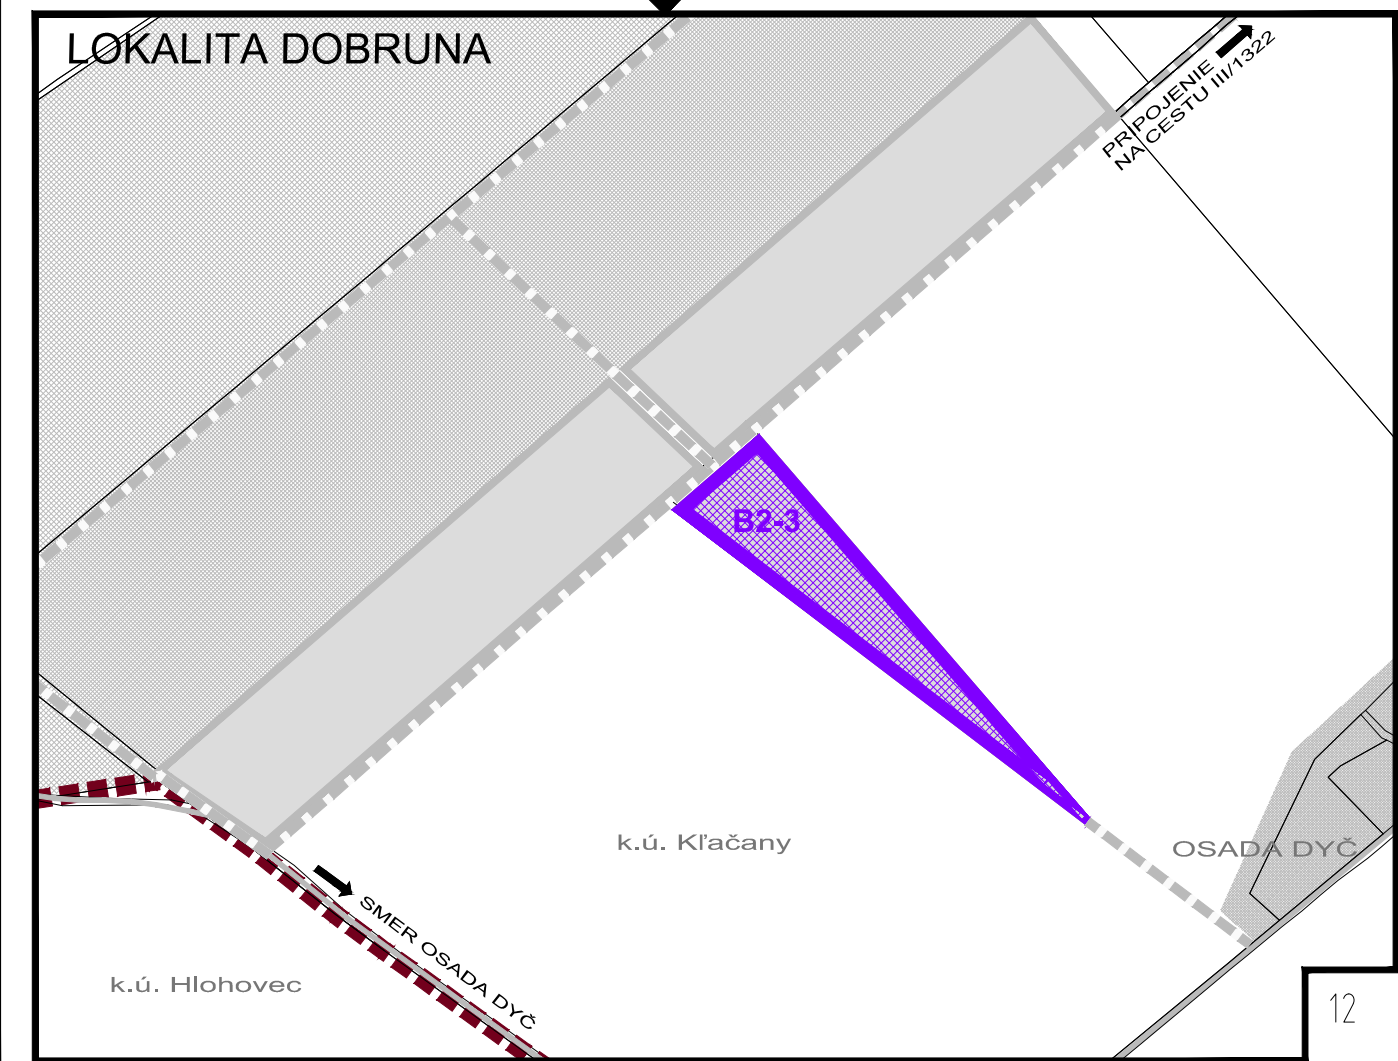 LOKALITA DOBRUNA
PRIPOJENIE
NA CESTU III/1322
B2-3
k.ú. Kľačany
OSADA DYČ
SMER OSADA DYČ
k.ú. Hlohovec
12